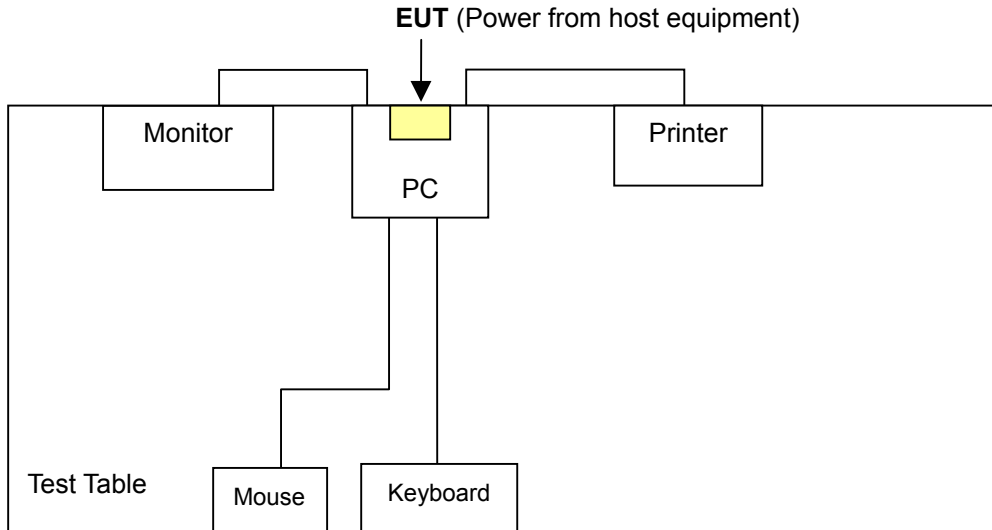 EUT (Power from host equipment)
Monitor
Printer
PC
Test Table
Mouse
Keyboard